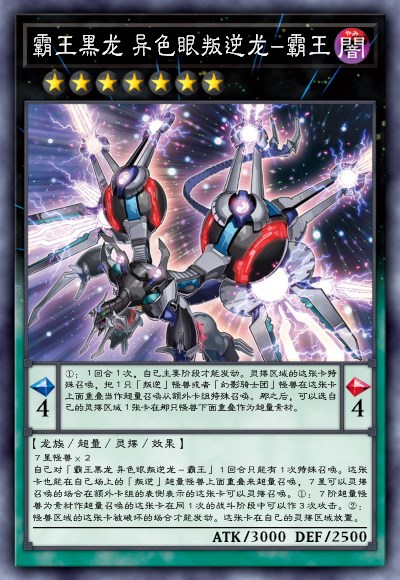 霸王黑龙 异色眼叛逆龙-霸王
闇
やみ
①：１回合１次，自己主要阶段才能发动。灵摆区域的这张卡特
殊召唤，把１只「叛逆」怪兽或者「幻影骑士团」怪兽在这张卡
上面重叠当作超量召唤从额外卡组特殊召唤。那之后，可以选自
己的灵摆区域１张卡在那只怪兽下面重叠作为超量素材。
4
4
【龙族／超量／灵摆／效果】
７星怪兽×２
自己对「霸王黑龙 异色眼叛逆龙－霸王」１回合只能有１次特殊召唤。这张
卡也能在自己场上的「叛逆」超量怪兽上面重叠来超量召唤，７星可以灵摆
召唤的场合在额外卡组的表侧表示的这张卡可以灵摆召唤。①：７阶超量怪
兽为素材作超量召唤的这张卡在同１次的战斗阶段中可以作３次攻击。②：
怪兽区域的这张卡被破坏的场合才能发动。这张卡在自己的灵摆区域放置。
ATK/3000 DEF/2500